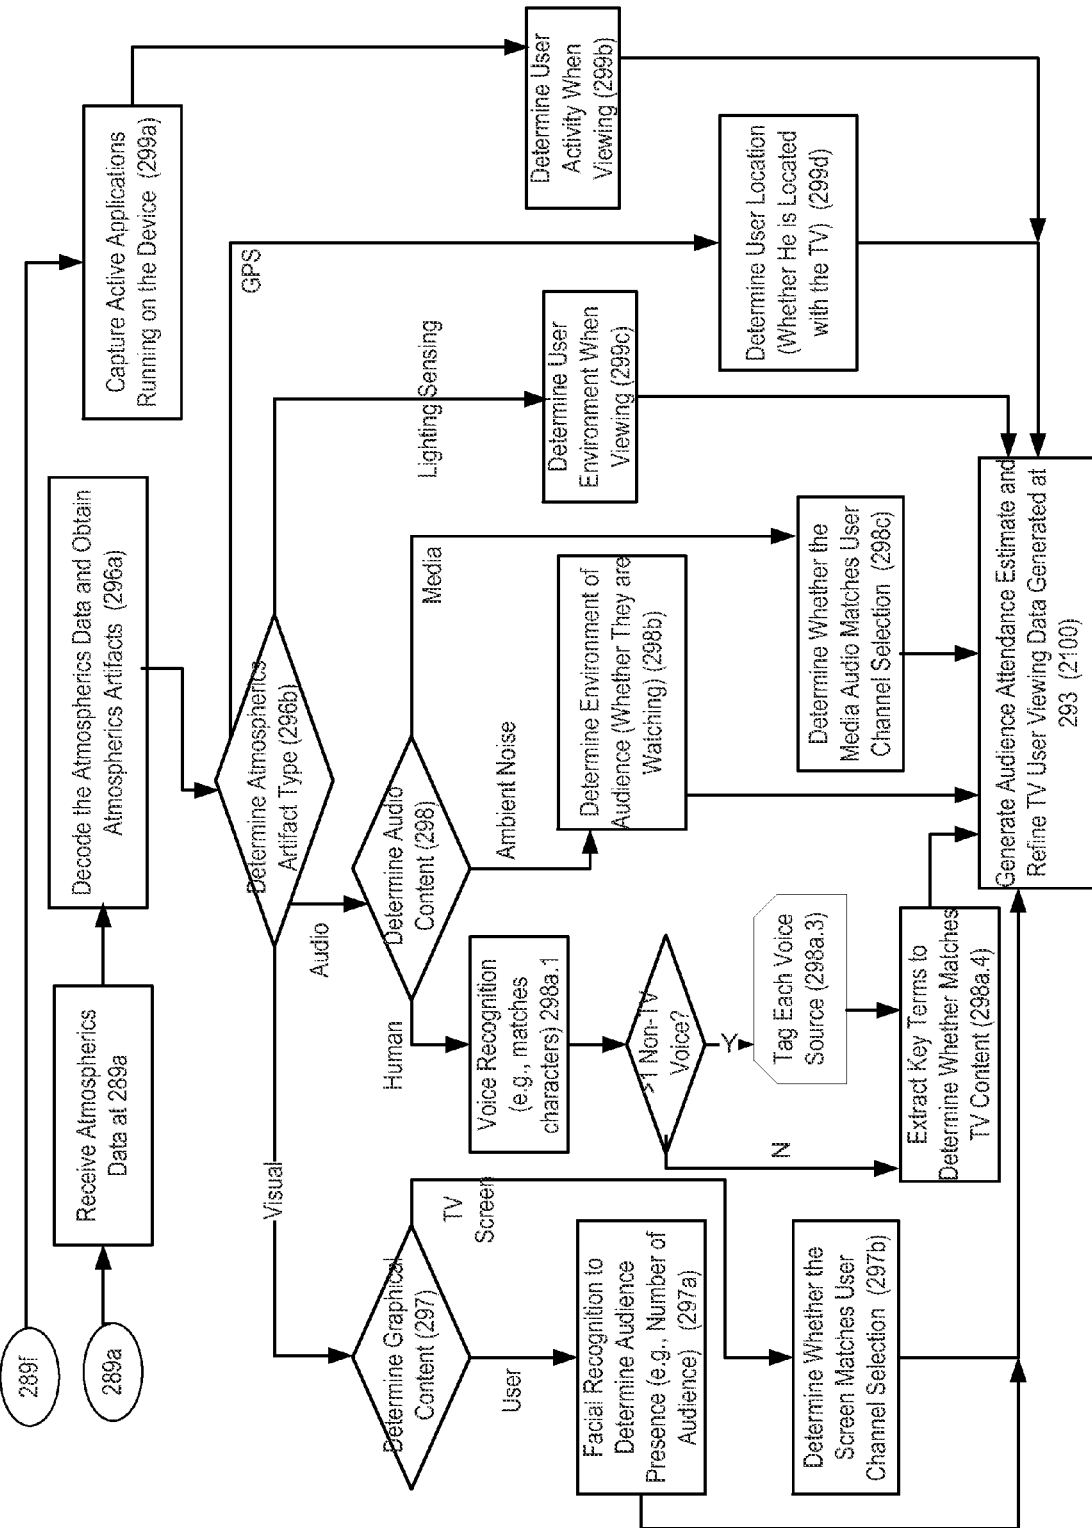 289f
289a
Receive Atmospherics
Data at 289a
Decode the Atmospherics Data and Obtain
Atmospherics Artifacts (296a)
Capture Active Applications
Running on the Device (299a)
Determine Atmospherics
Artifact Type (296b)
Visual
Audio
Lighting Sensing
GPS
Determine Graphical
Content (297)
User
TV
Screen
Determine Audio
Content (298)
Human
Ambient Noise
Media
Voice Recognition
(e.g., matches
characters) 298a.1
>1 Non-TV
Voice?
Y
N
Tag Each Voice
Source (298a.3)
Extract Key Terms to
Determine Whether Matches
TV Content (298a.4)
Facial Recognition to
Determine Audience
Presence (e.g., Number of
Audience) (297a)
Determine Whether the
Screen Matches User
Channel Selection (297b)
Determine Environment of
Audience (Whether They are
Watching) (298b)
Determine Whether the
Media Audio Matches User
Channel Selection (298c)
Determine User
Environment When
Viewing (299c)
Determine User
Activity When
Viewing (299b)
Determine User Location
(Whether He is Located
with the TV) (299d)
Generate Audience Attendance Estimate and
Refine TV User Viewing Data Generated at
293 (2100)